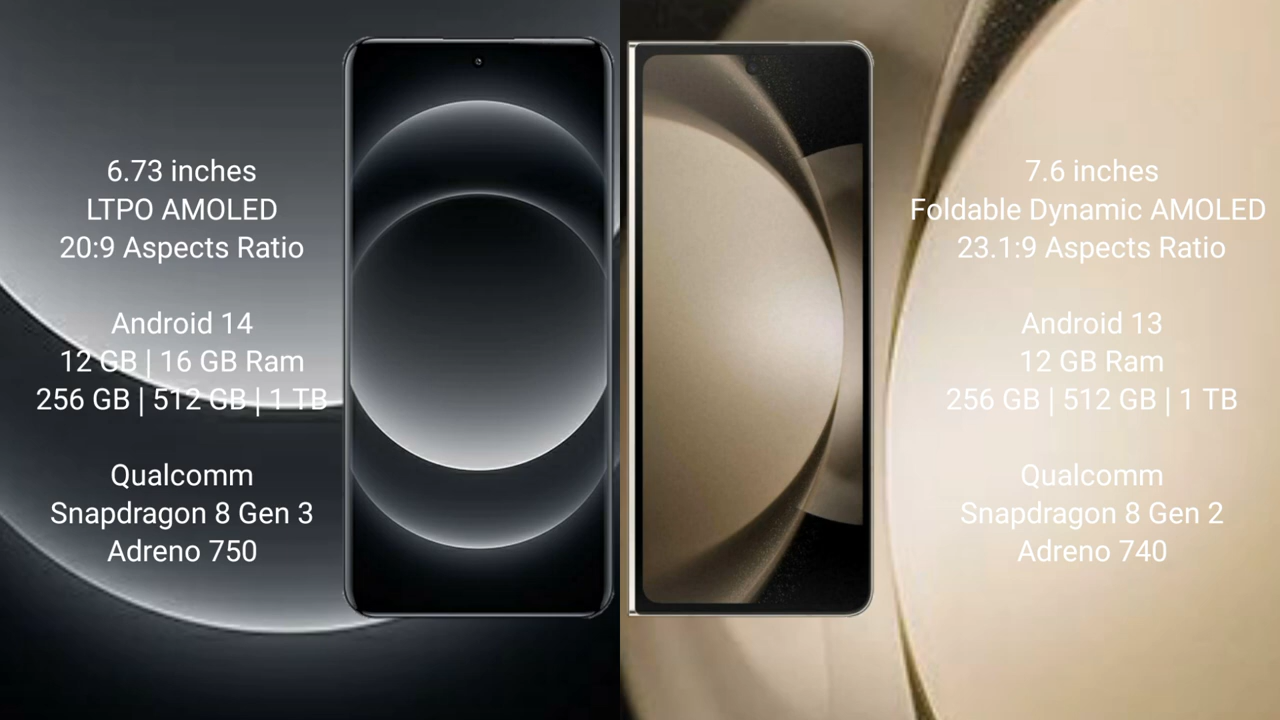 6.73 inches
LTPO AMOLED
20:9 Aspects Ratio
Android 14
12 GB | 16 GB Ram
256 GB | 512 GB | 1 TB
Qualcomm
Snapdragon 8 Gen 3
Adreno 750
7.6 inches
Foldable Dynamic AMOLED
23.1:9 Aspects Ratio
Android 13
12 GB Ram
256 GB | 512 GB | 1 TB
Qualcomm
Snapdragon 8 Gen 2
Adreno 740